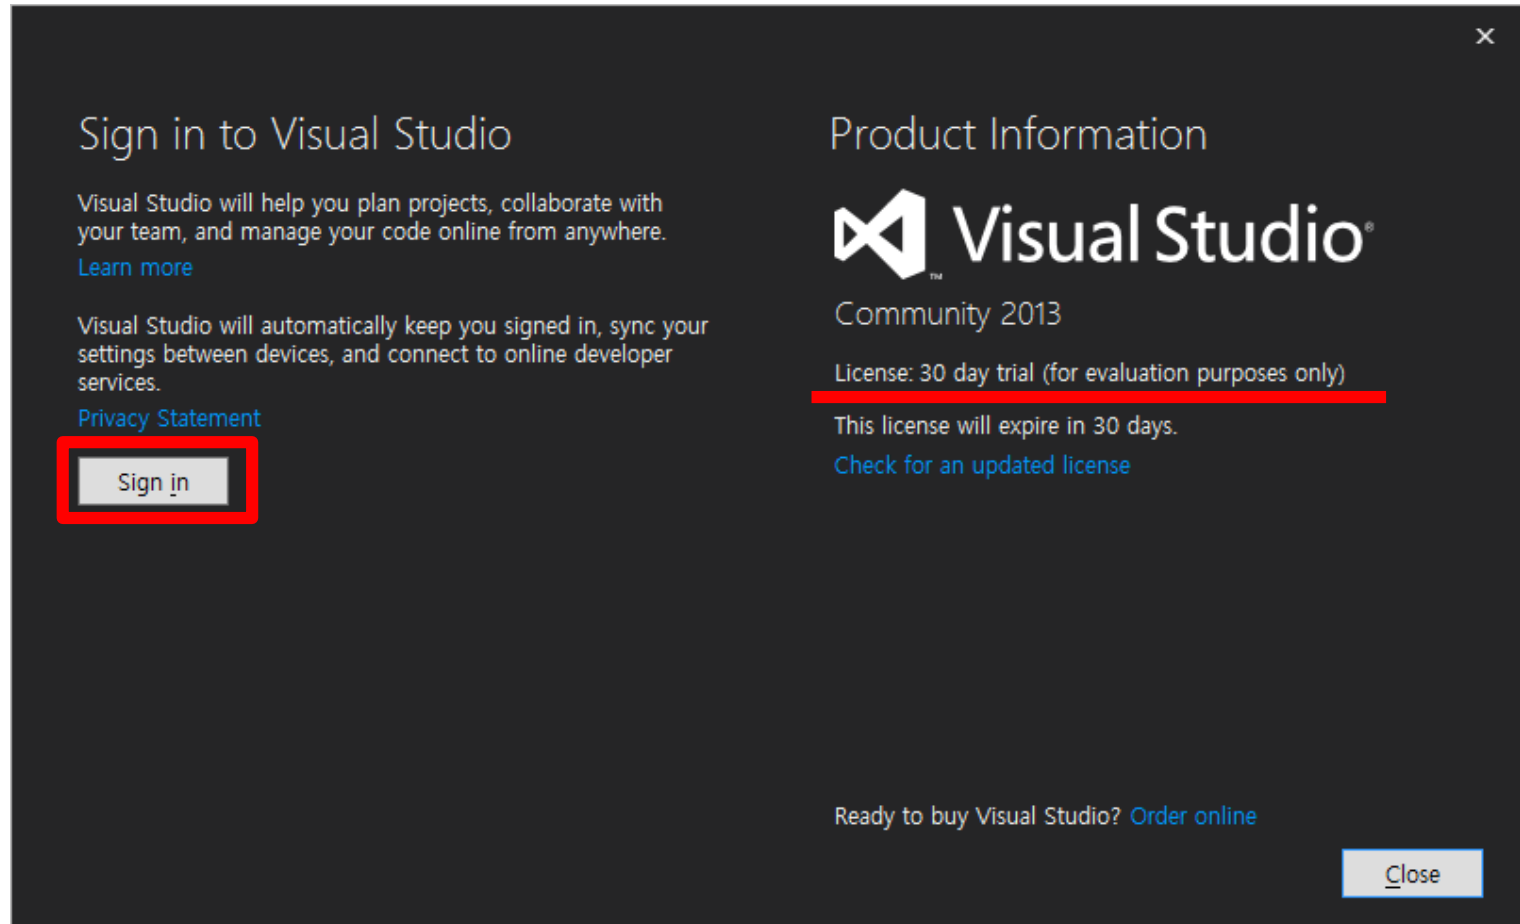 Sign in to Visual Studio
Visual Studio will help you plan projects, collaborate with
your team, and manage your code online from anywhere.
Learn more
Visual Studio will automatically keep you signed in, sync your
settings between devices, and connect to online developer
services.
Privacy Statement
Sign in
Product Information
Visual Studio®
™
Community 2013
License: 30 day trial (for evaluation purposes only)
This license will expire in 30 days.
Check for an updated license
Ready to buy Visual Studio? Order online
Close